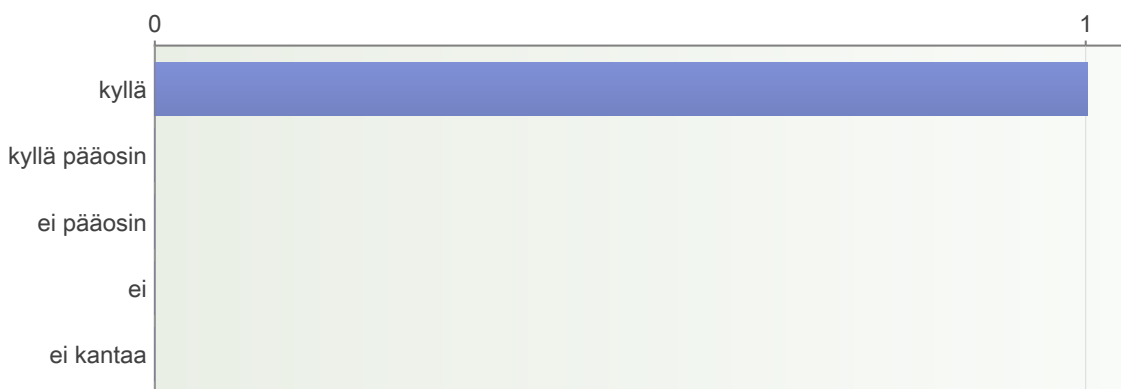 0 1
kyllä
kyllä pääosin
ei pääosin
ei
ei kantaa